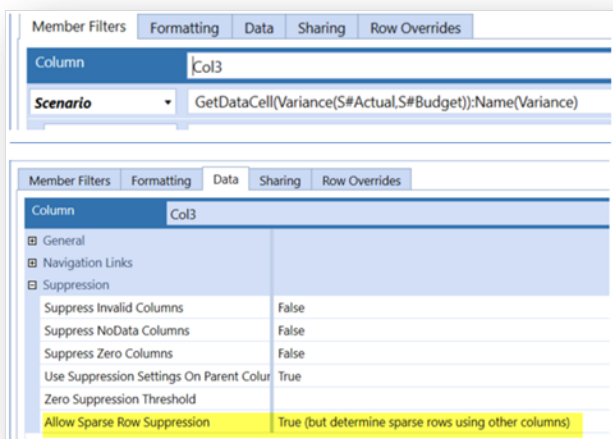 Member Filters Formatting Data Sharing Row Overrides
Column Col3
Scenario GetDataCell(Variance(S#Actual,S#Budget)):Name(Variance)
Member Filters Formatting Data Sharing Row Overrides
Column Col3
General
Navigation Links
Suppression
Suppress Invalid Columns False
Suppress NoData Columns False
Suppress Zero Columns False
Use Suppression Settings On Parent Colur True
Zero Suppression Threshold
Allow Sparse Row Suppression True (but determine sparse rows using other columns)